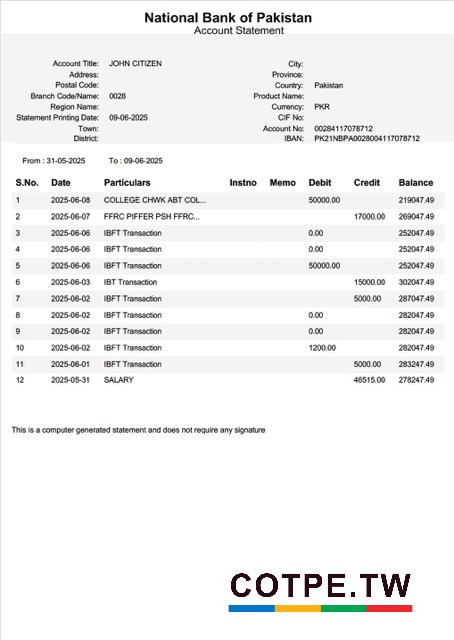 National Bank of Pakistan
Account Statement
Account Title: JOHN CITIZEN City:
Address: Province:
Postal Code: Country: Pakistan
Branch Code/Name: 0028 Product Name:
Region Name: Currency: PKR
Statement Printing Date: 09-06-2025 CIF No:
Town: Account No: 00284117078712
District: IBAN: PK21NBPA0028004117078712
From : 31-05-2025 To : 09-06-2025
S.No. Date Particulars Instno Memo Debit Credit Balance
1 2025-06-08 COLLEGE CHWK ABT COL... 50000.00 219047.49
2 2025-06-07 FFRC PIFFER PSH FFRC... 17000.00 269047.49
3 2025-06-06 IBFT Transaction 0.00 252047.49
4 2025-06-06 IBFT Transaction 0.00 252047.49
5 2025-06-06 IBFT Transaction 50000.00 252047.49
6 2025-06-03 IBT Transaction 15000.00 302047.49
7 2025-06-02 IBFT Transaction 5000.00 287047.49
8 2025-06-02 IBFT Transaction 0.00 282047.49
9 2025-06-02 IBFT Transaction 0.00 282047.49
10 2025-06-02 IBFT Transaction 1200.00 282047.49
11 2025-06-01 IBFT Transaction 5000.00 283247.49
12 2025-05-31 SALARY 46515.00 278247.49
This is a computer generated statement and does not require any signature
COTPE.TW